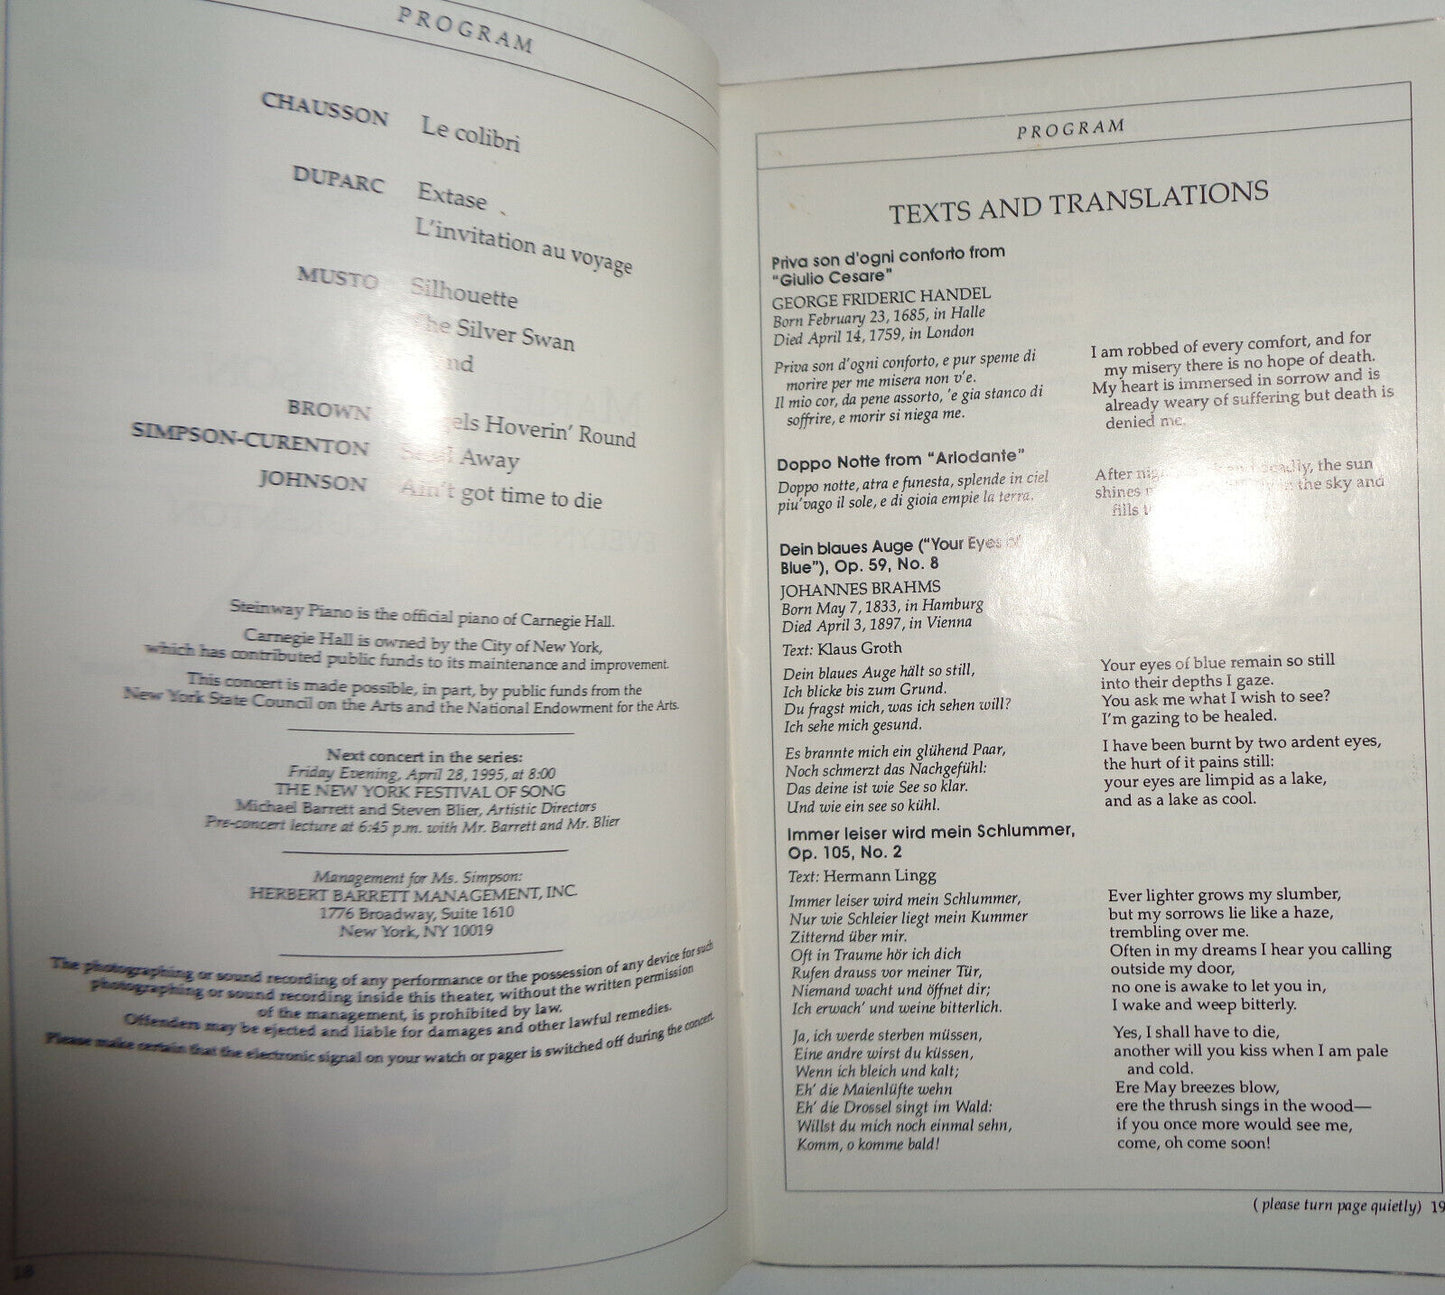 PROGRAM
CHAUSSON Le colibri
DUPARC Extase
L'invitation au voyage
MUSTO Silhouette
The Silver Swan
BROWN Hoverin' Round
SIMPSON-CURENTON Away
JOHNSON Ain't got time to die
Steinway Piano is the official piano of Carnegie Hall.
Carnegie Hall is owned by the City of New York,
which has contributed public funds to its maintenance and improvement.
This concert is made possible, in part, by public funds from the
New York State Council on the Arts and the National Endowment for the Arts.
Next concert in the series:
Friday Evening, April 28, 1995, at 8:00
THE NEW YORK FESTIVAL OF SONG
Michael Barrett and Steven Blier, Artistic Directors
Pre-concert lecture at 6:45 p.m. with Mr. Barrett and Mr. Blier
Management for Ms. Simpson:
HERBERT BARRETT MANAGEMENT, INC.
1776 Broadway, Suite 1610
New York, NY 10019
The photographing or sound recording of any performance or the possession of any device for such
photographing or sound recording inside this theater, without the written permission
of the management, is prohibited by law.
Offenders may be ejected and liable for damages and other lawful remedies.
Please make certain that the electronic signal on your watch or pager is switched off during the concert.
18
PROGRAM
TEXTS AND TRANSLATIONS
Priva son d'ogni conforto from
"Giulio Cesare"
GEORGE FRIDERIC HANDEL
Born February 23, 1685, in Halle
Died April 14, 1759, in London
Priva son d'ogni conforto, e pur speme di
morire per me misera non v'e.
Il mio cor, da pene assorto, 'e gia stanco di
soffrire, e morir si niega me.
I am robbed of every comfort, and for
my misery there is no hope of death.
My heart is immersed in sorrow and is
already weary of suffering but death is
denied me.
Doppo Notte from "Ariodante"
Doppo notte, atra e funesta, splende in ciel
piu'vago il sole, e di gioia empie la terra.
After the sun
shines the sky and
fills
Dein blaues Auge ("Your Eyes of
Blue"), Op. 59, No. 8
JOHANNES BRAHMS
Born May 7, 1833, in Hamburg
Died April 3, 1897, in Vienna
Text: Klaus Groth
Dein blaues Auge hält so still,
Ich blicke bis zum Grund.
Du fragst mich, was ich sehen will?
Ich sehe mich gesund.
Es brannte mich ein glühend Paar,
Noch schmerzt das Nachgefühl:
Das deine ist wie See so klar.
Und wie ein see so kühl.
Your eyes of blue remain so still
into their depths I gaze.
You ask me what I wish to see?
I'm gazing to be healed.
I have been burnt by two ardent eyes,
the hurt of it pains still:
your eyes are limpid as a lake,
and as a lake as cool.
Immer leiser wird mein Schlummer,
Op. 105, No. 2
Text: Hermann Lingg
Immer leiser wird mein Schlummer,
Nur wie Schleier liegt mein Kummer
Zitternd über mir.
Oft in Traume hör ich dich
Rufen drauss vor meiner Tür,
Niemand wacht und öffnet dir;
Ich erwach' und weine bitterlich.
Ja, ich werde sterben müssen,
Eine andre wirst du küssen,
Wenn ich bleich und kalt;
Eh' die Maienlüfte wehn
Eh' die Drossel singt im Wald:
Willst du mich noch einmal sehn,
Komm, o komme bald!
Ever lighter grows my slumber,
but my sorrows lie like a haze,
trembling over me.
Often in my dreams I hear you calling
outside my door,
no one is awake to let you in,
I wake and weep bitterly.
Yes, I shall have to die,
another will you kiss when I am pale
and cold.
Ere May breezes blow,
ere the thrush sings in the wood—
if you once more would see me,
come, oh come soon!
(please turn page quietly) 19